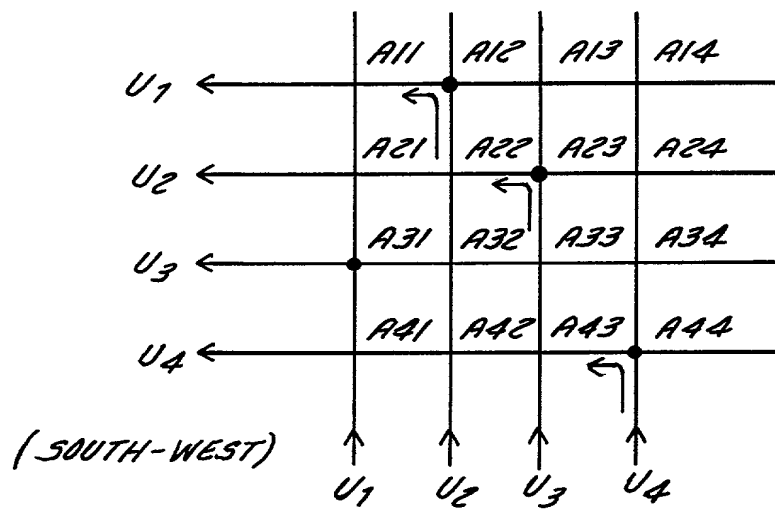 A11 A12 A13 A14
U1
A21 A22 A23 A24
U2
A31 A32 A33 A34
U3
A41 A42 A43 A44
U4
(SOUTH-WEST)
U1 U2 U3 U4